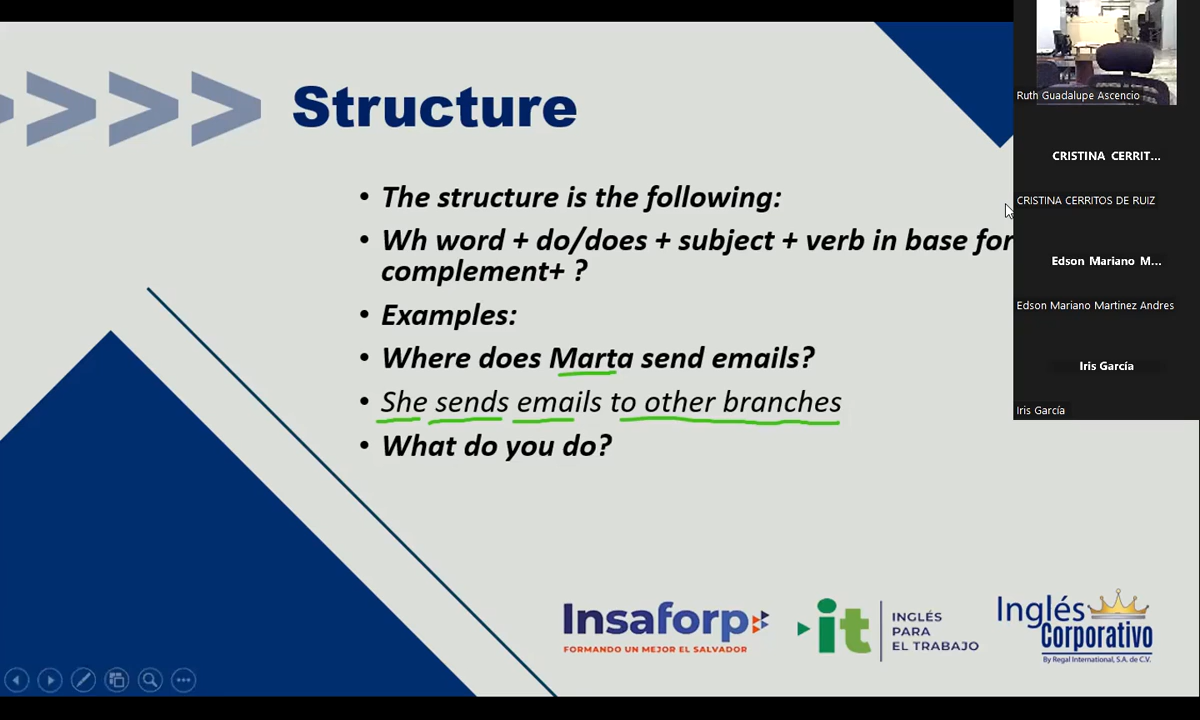 Structure
• The structure is the following:
• Wh word + do/does + subject + verb in base for
complement+ ?
• Examples:
• Where does Marta send emails?
• She sends emails to other branches
• What do you do?
Ruth Guadalupe Ascencio
CRISTINA CERRIT...
CRISTINA CERRITOS DE RUIZ
Edson Mariano M...
Edson Mariano Martinez Andres
Iris García
Iris García
Insaforp
FORMANDO UN MEJOR EL SALVADOR
it
INGLÉS
PARA
EL TRABAJO
Inglés
Corporativo
By Regal International, S.A. de C.V.